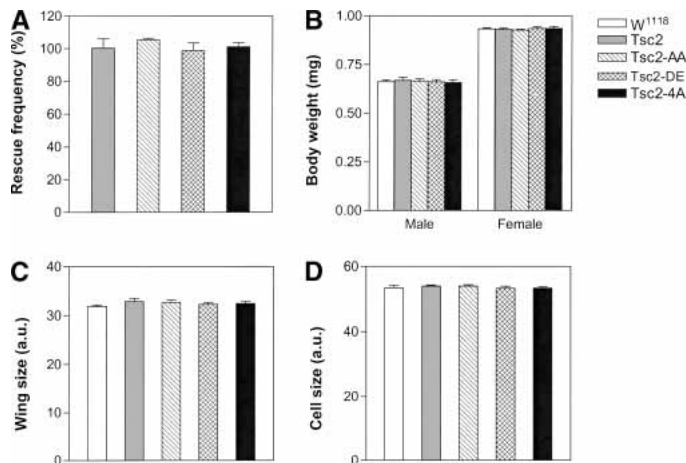 A
Rescue frequency (%)
120
100
80
60
40
20
0
B
Body weight (mg)
1.00
0.75
0.50
0.25
0.00
Male Female
W1118
Tsc2
Tsc2-AA
Tsc2-DE
Tsc2-4A
C
Wing size (a.u.)
40
30
20
10
0
D
Cell size (a.u.)
60
40
20
0